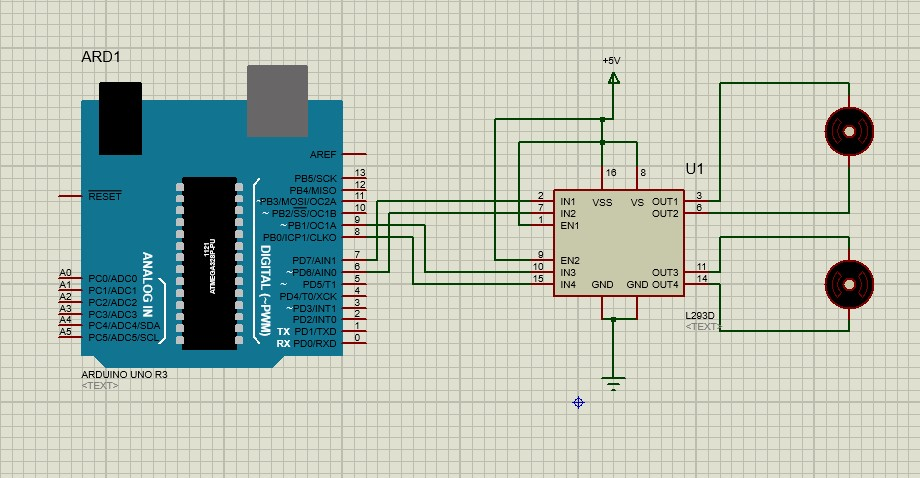 ARD1
ARDUINO UNO R3
<TEXT>
RESET
AREF
PB5/SCK 13
PB4/MISO 12
~PB3/MOSI/OC2A 11
~ PB2/SS/OC1B 10
~PB1/OC1A 9
PB0/ICP1/CLKO 8
PD7/AIN1 7
~PD6/AIN0 6
~ PD5/T1 5
PD4/T0/XCK 4
~PD3/INT1 3
PD2/INT0 2
TX PD1/TXD 1
RX PD0/RXD 0
A0 PC0/ADC0
A1 PC1/ADC1
A2 PC2/ADC2
A3 PC3/ADC3
A4 PC4/ADC4/SDA
A5 PC5/ADC5/SCL
ANALOG IN
1121
ATMEGA328P-PU
DIGITAL (~PWM)
+5V
U1
16 8
VSS VS
2 IN1
7 IN2
1 EN1
9 EN2
10 IN3
15 IN4
OUT1 3
OUT2 6
OUT3 11
OUT4 14
GND GND
L293D
<TEXT>